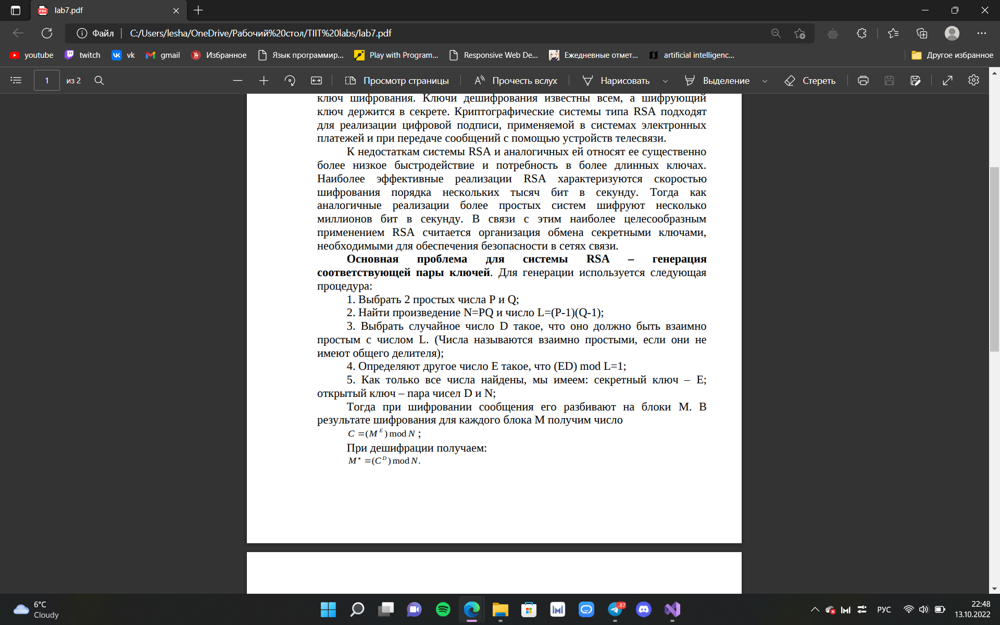 lab7.pdf
Файл
C:/Users/lesha/OneDrive/Рабочий%20стол/TIIT%20labs/lab7.pdf
youtube
twitch
vk
gmail
Избранное
Язык программир...
Play with Program...
Responsive Web De...
Ежедневные отмет...
artificial intelligenc...
Другое избранное
1
из 2
Просмотр страницы
Прочесть вслух
Нарисовать
Выделение
Стереть
ключ шифрования. Ключи дешифрования известны всем, а шифрующий
ключ держится в секрете. Криптографические системы типа RSA подходят
для реализации цифровой подписи, применяемой в системах электронных
платежей и при передаче сообщений с помощью устройств телесвязи.
К недостаткам системы RSA и аналогичных ей относят ее существенно
более низкое быстродействие и потребность в более длинных ключах.
Наиболее эффективные реализации RSA характеризуются скоростью
шифрования порядка нескольких тысяч бит в секунду. Тогда как
аналогичные реализации более простых систем шифруют несколько
миллионов бит в секунду. В связи с этим наиболее целесообразным
применением RSA считается организация обмена секретными ключами,
необходимыми для обеспечения безопасности в сетях связи.
Основная проблема для системы RSA – генерация
соответствующей пары ключей. Для генерации используется следующая
процедура:
1. Выбрать 2 простых числа P и Q;
2. Найти произведение N=PQ и число L=(P-1)(Q-1);
3. Выбрать случайное число D такое, что оно должно быть взаимно
простым с числом L. (Числа называются взаимно простыми, если они не
имеют общего делителя);
4. Определяют другое число E такое, что (ED) mod L=1;
5. Как только все числа найдены, мы имеем: секретный ключ – E;
открытый ключ – пара чисел D и N;
Тогда при шифровании сообщения его разбивают на блоки M. В
результате шифрования для каждого блока M получим число
C =(M^E) mod N ;
При дешифрации получаем:
M* =(C^D) mod N.
6°C
Cloudy
87
РУС
22:48
13.10.2022